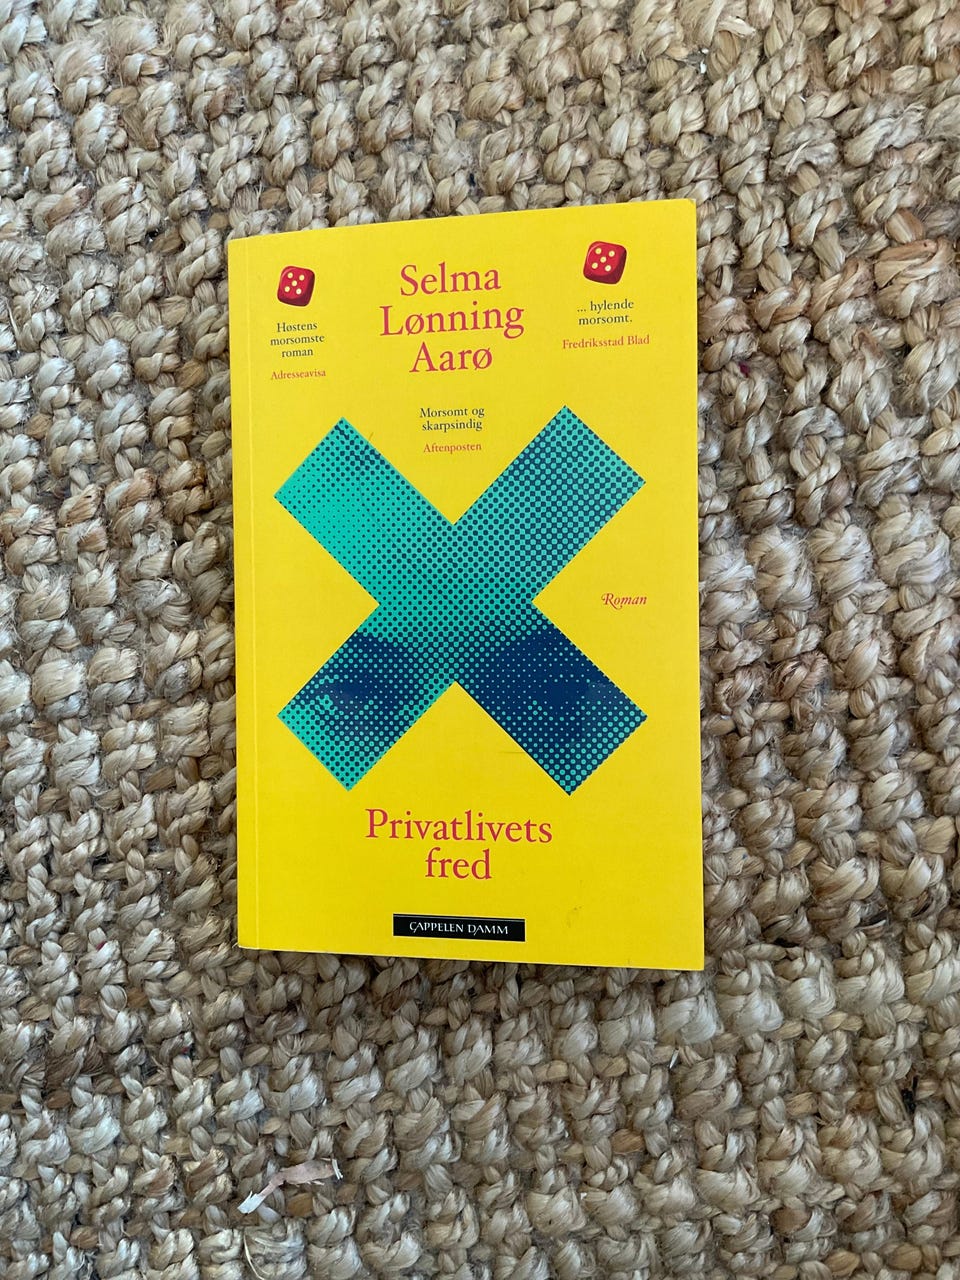 Selma
Lønning
Aarø
Høstens
morsomste
roman
Adresseavisa
... hylende
morsomt.
Fredriksstad Blad
Morsomt og
skarpsindig
Aftenposten
Roman
Privatlivets
fred
CAPPELEN DAMM